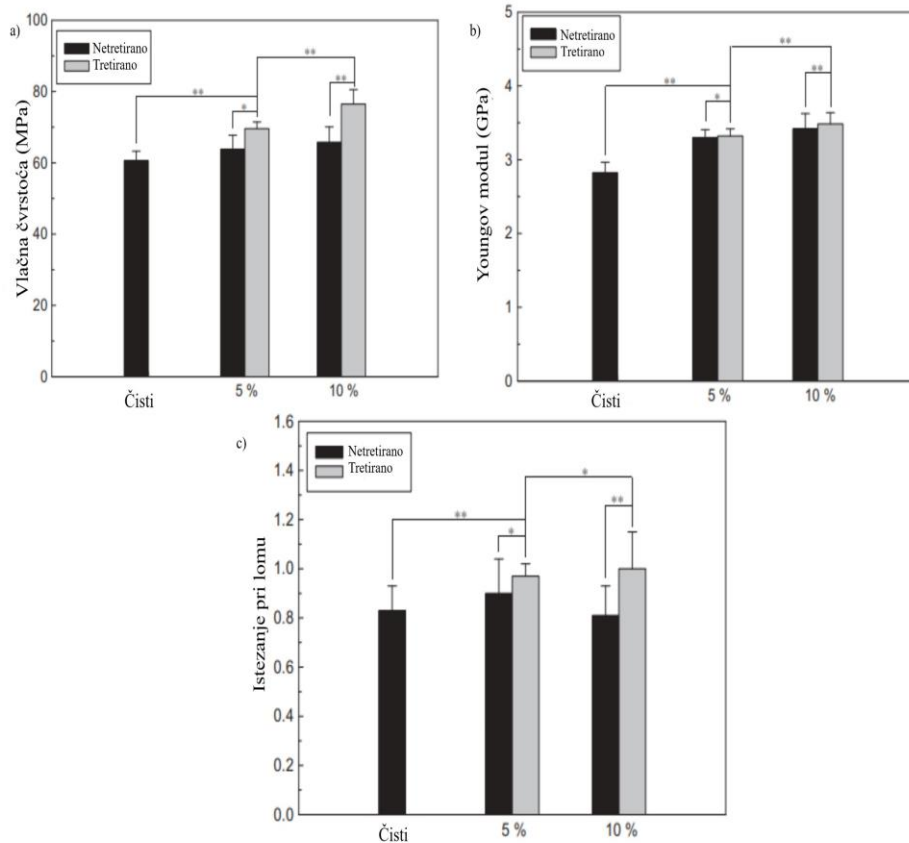 a)
Netretirano
Tretirano
Vlačna čvrstoća (MPa)
100
80
60
40
20
0
**
**
*
**
Čisti
5 %
10 %
b)
Netretirano
Tretirano
Youngov modul (GPa)
5
4
3
2
1
0
**
**
*
**
Čisti
5 %
10 %
c)
Netretirano
Tretirano
Istezanje pri lomu
1.6
1.4
1.2
1.0
0.8
0.6
0.4
0.2
0.0
*
**
**
*
Čisti
5 %
10 %